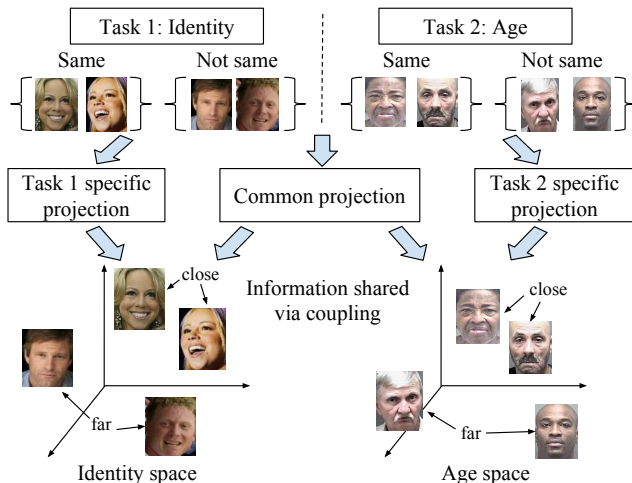 Task 1: Identity
Task 2: Age
Same
Not same
Same
Not same
Task 1 specific
projection
Common projection
Task 2 specific
projection
close
Information shared
via coupling
close
far
far
Identity space
Age space